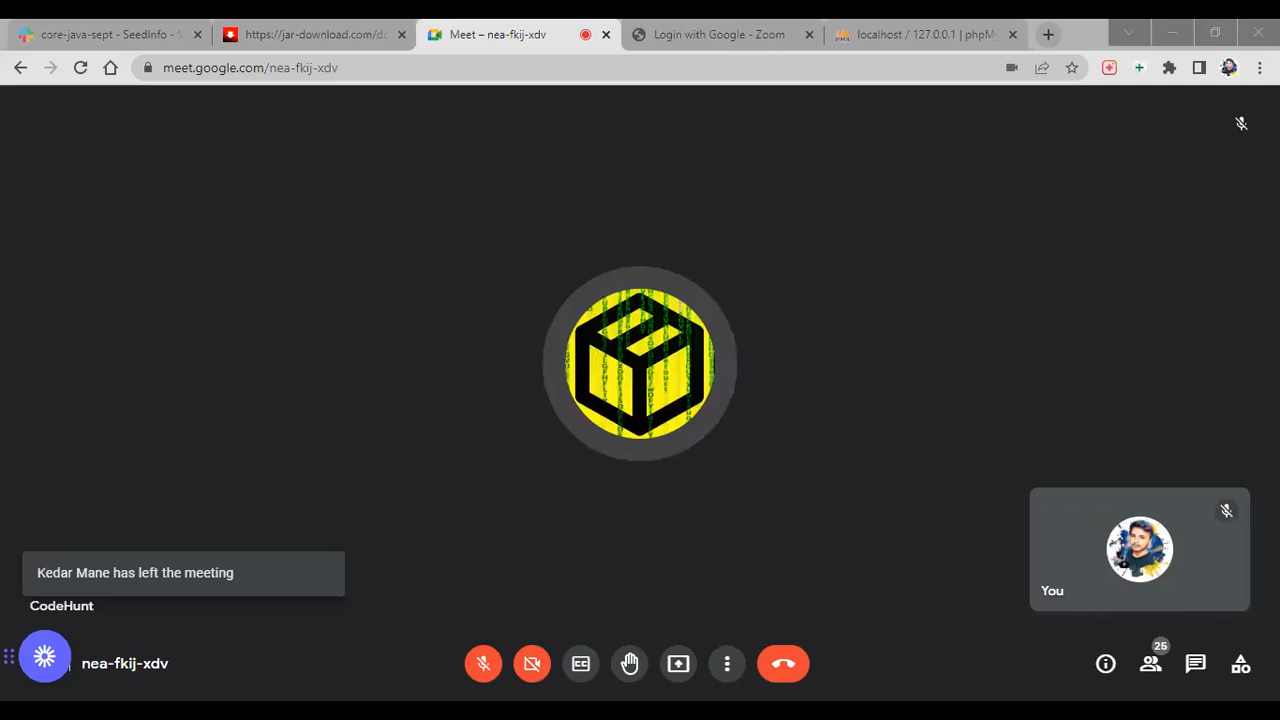 core-java-sept - SeedInfo - S
https://jar-download.com/do
Meet – nea-fkij-xdv
Login with Google - Zoom
localhost / 127.0.0.1 | phpMy
meet.google.com/nea-fkij-xdv
Kedar Mane has left the meeting
CodeHunt
You
nea-fkij-xdv
25